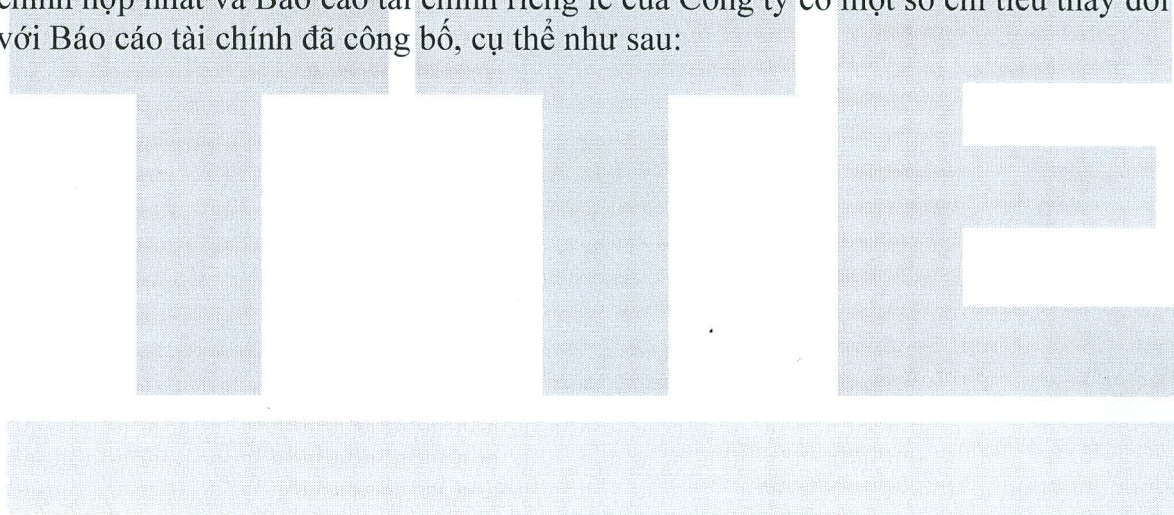 chính hợp nhất và Báo cáo tài chính riêng lẻ của Công ty có một số chỉ tiêu thay đổi
với Báo cáo tài chính đã công bố, cụ thể như sau:
TTE